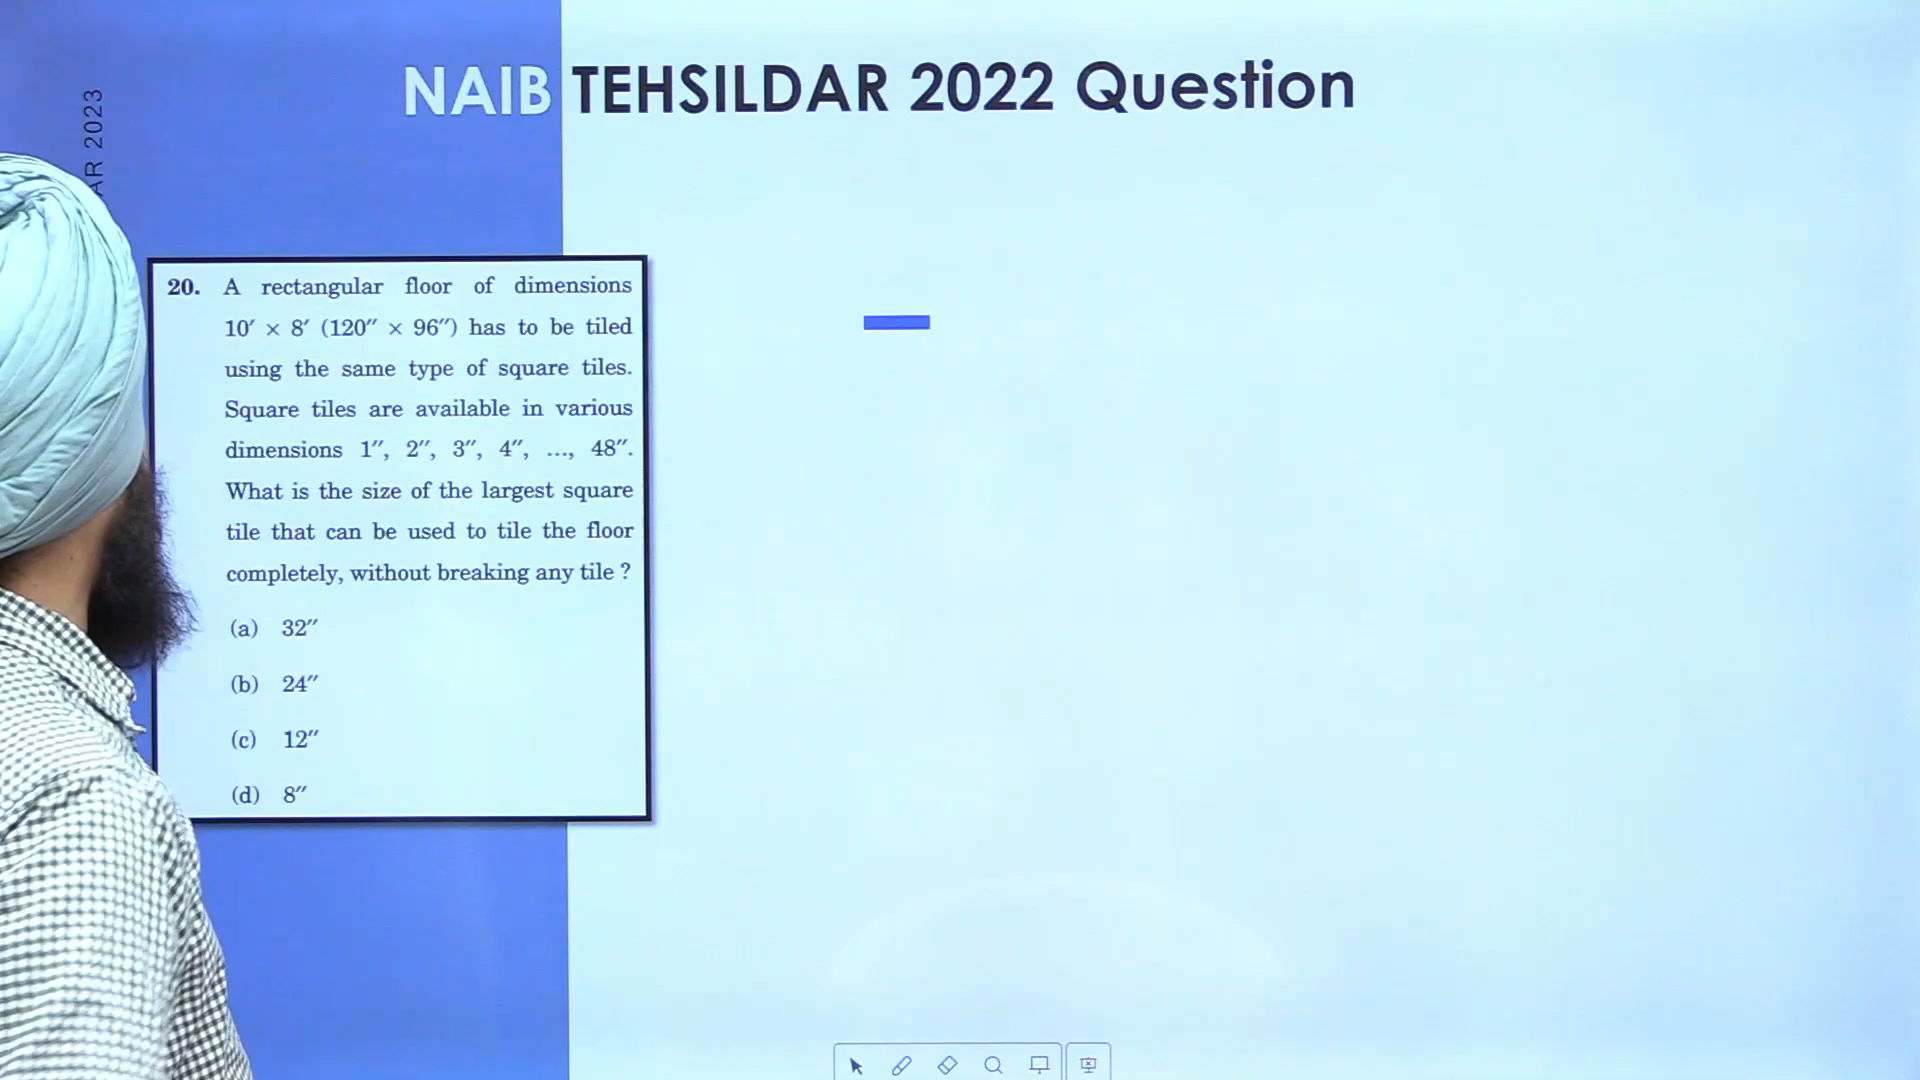 NAIB TEHSILDAR 2022 Question
AR 2023
20. A rectangular floor of dimensions
10′ × 8′ (120″ × 96″) has to be tiled
using the same type of square tiles.
Square tiles are available in various
dimensions 1″, 2″, 3″, 4″, ..., 48″.
What is the size of the largest square
tile that can be used to tile the floor
completely, without breaking any tile ?
(a) 32″
(b) 24″
(c) 12″
(d) 8″